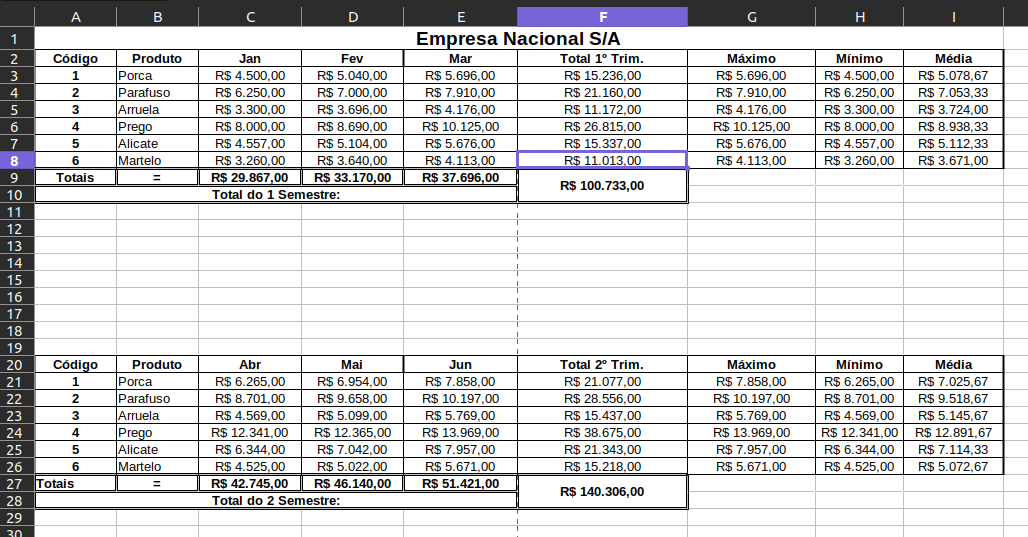 A B C D E F G H I
1 Empresa Nacional S/A
2 Código Produto Jan Fev Mar Total 1º Trim. Máximo Mínimo Média
3 1 Porca R$ 4.500,00 R$ 5.040,00 R$ 5.696,00 R$ 15.236,00 R$ 5.696,00 R$ 4.500,00 R$ 5.078,67
4 2 Parafuso R$ 6.250,00 R$ 7.000,00 R$ 7.910,00 R$ 21.160,00 R$ 7.910,00 R$ 6.250,00 R$ 7.053,33
5 3 Arruela R$ 3.300,00 R$ 3.696,00 R$ 4.176,00 R$ 11.172,00 R$ 4.176,00 R$ 3.300,00 R$ 3.724,00
6 4 Prego R$ 8.000,00 R$ 8.690,00 R$ 10.125,00 R$ 26.815,00 R$ 10.125,00 R$ 8.000,00 R$ 8.938,33
7 5 Alicate R$ 4.557,00 R$ 5.104,00 R$ 5.676,00 R$ 15.337,00 R$ 5.676,00 R$ 4.557,00 R$ 5.112,33
8 6 Martelo R$ 3.260,00 R$ 3.640,00 R$ 4.113,00 R$ 11.013,00 R$ 4.113,00 R$ 3.260,00 R$ 3.671,00
9 Totais = R$ 29.867,00 R$ 33.170,00 R$ 37.696,00 R$ 100.733,00
10 Total do 1 Semestre:
11
12
13
14
15
16
17
18
19
20 Código Produto Abr Mai Jun Total 2º Trim. Máximo Mínimo Média
21 1 Porca R$ 6.265,00 R$ 6.954,00 R$ 7.858,00 R$ 21.077,00 R$ 7.858,00 R$ 6.265,00 R$ 7.025,67
22 2 Parafuso R$ 8.701,00 R$ 9.658,00 R$ 10.197,00 R$ 28.556,00 R$ 10.197,00 R$ 8.701,00 R$ 9.518,67
23 3 Arruela R$ 4.569,00 R$ 5.099,00 R$ 5.769,00 R$ 15.437,00 R$ 5.769,00 R$ 4.569,00 R$ 5.145,67
24 4 Prego R$ 12.341,00 R$ 12.365,00 R$ 13.969,00 R$ 38.675,00 R$ 13.969,00 R$ 12.341,00 R$ 12.891,67
25 5 Alicate R$ 6.344,00 R$ 7.042,00 R$ 7.957,00 R$ 21.343,00 R$ 7.957,00 R$ 6.344,00 R$ 7.114,33
26 6 Martelo R$ 4.525,00 R$ 5.022,00 R$ 5.671,00 R$ 15.218,00 R$ 5.671,00 R$ 4.525,00 R$ 5.072,67
27 Totais = R$ 42.745,00 R$ 46.140,00 R$ 51.421,00 R$ 140.306,00
28 Total do 2 Semestre:
29
30